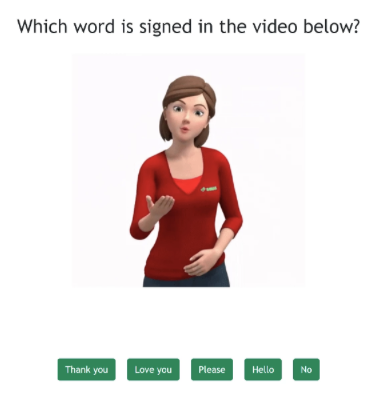 Which word is signed in the video below?
Thank you
Love you
Please
Hello
No